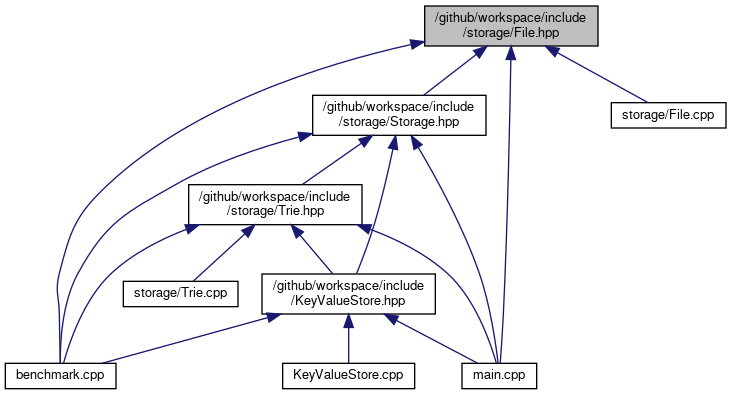 /github/workspace/include
/storage/File.hpp
/github/workspace/include
/storage/Storage.hpp
storage/File.cpp
/github/workspace/include
/storage/Trie.hpp
storage/Trie.cpp
/github/workspace/include
/KeyValueStore.hpp
benchmark.cpp
KeyValueStore.cpp
main.cpp